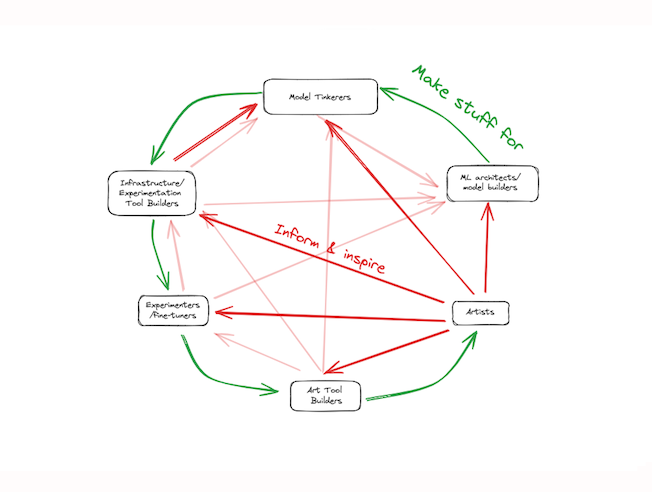 Make stuff for
Model Tinkerers
Infrastructure/
Experimentation
Tool Builders
ML architects/
model builders
Inform & inspire
Experimenters
/fine-tuners
Artists
Art Tool
Builders